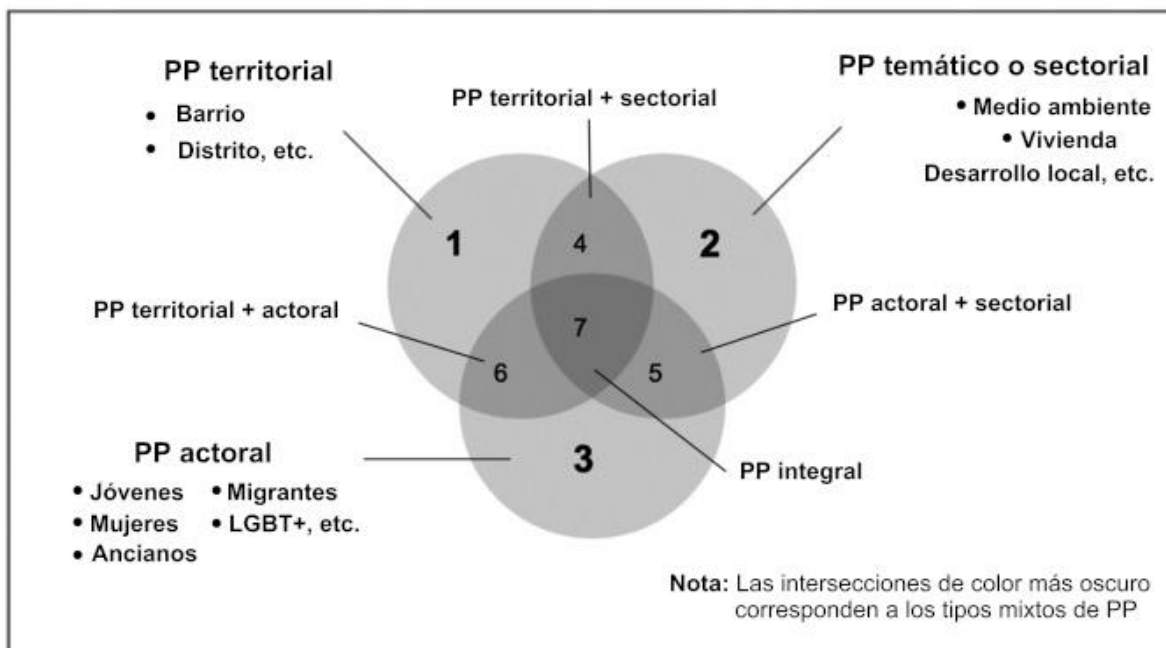 PP territorial
• Barrio
• Distrito, etc.
PP territorial + sectorial
PP temático o sectorial
• Medio ambiente
• Vivienda
Desarrollo local, etc.
1
4
2
PP territorial + actoral
7
PP actoral + sectorial
6
5
PP actoral
• Jóvenes • Migrantes
• Mujeres • LGBT+, etc.
• Ancianos
3
PP integral
Nota: Las intersecciones de color más oscuro
corresponden a los tipos mixtos de PP